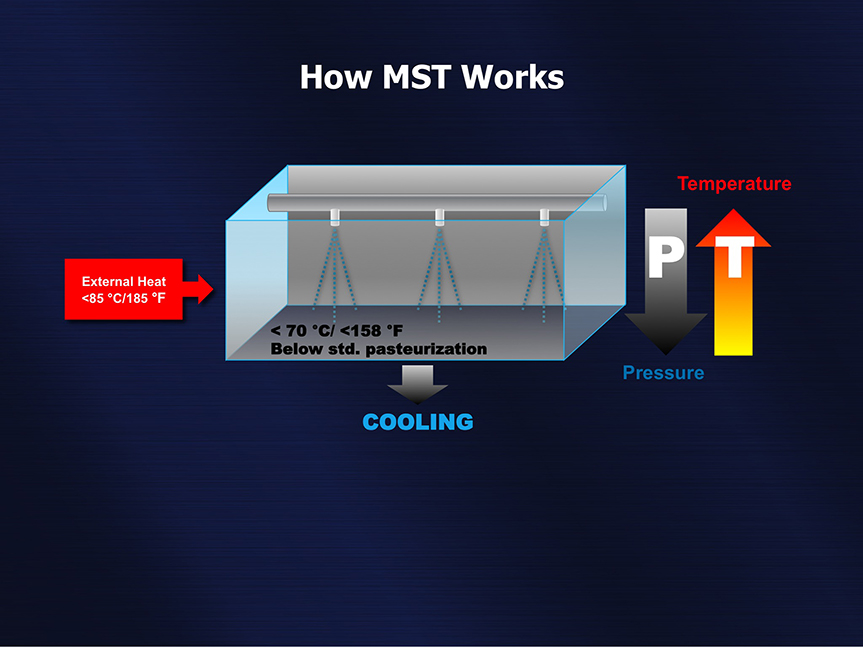 How MST Works
Temperature
P T
External Heat
<85 °C/185 °F
< 70 °C/ <158 °F
Below std. pasteurization
Pressure
COOLING